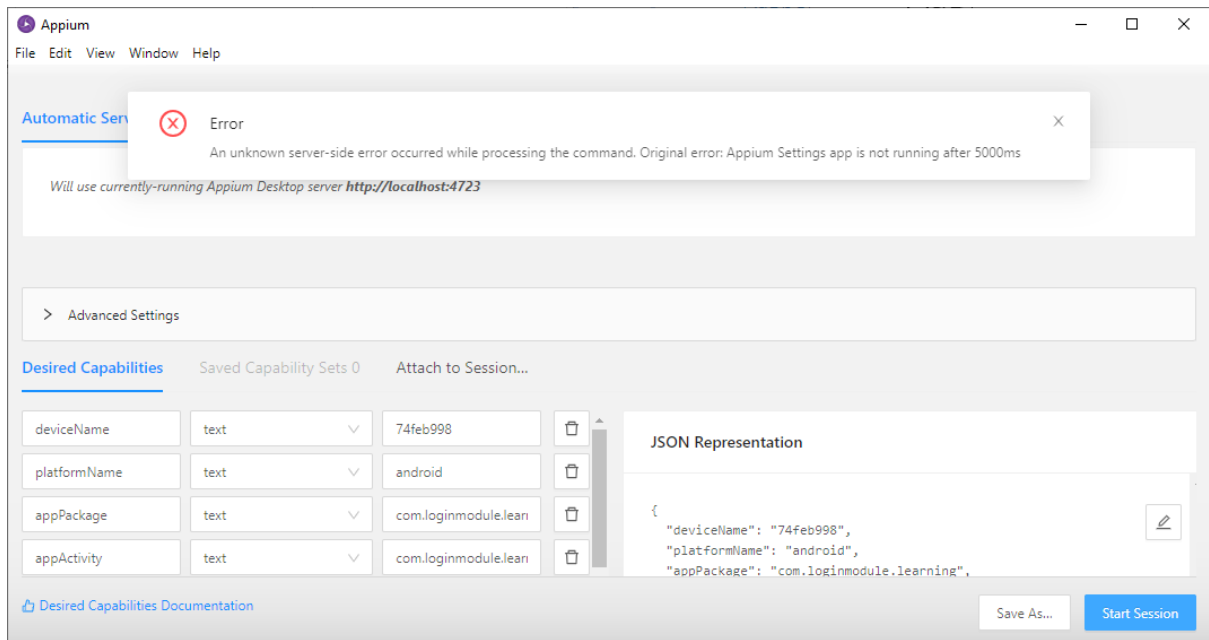 Appium
File Edit View Window Help
Automatic Serv
Error
An unknown server-side error occurred while processing the command. Original error: Appium Settings app is not running after 5000ms
Will use currently-running Appium Desktop server http://localhost:4723
Advanced Settings
Desired Capabilities Saved Capability Sets 0 Attach to Session...
deviceName text 74feb998
platformName text android
appPackage text com.loginmodule.learn
appActivity text com.loginmodule.learn
JSON Representation
{
"deviceName": "74feb998",
"platformName": "android",
"appPackage": "com.loginmodule.learning",
Desired Capabilities Documentation
Save As...
Start Session